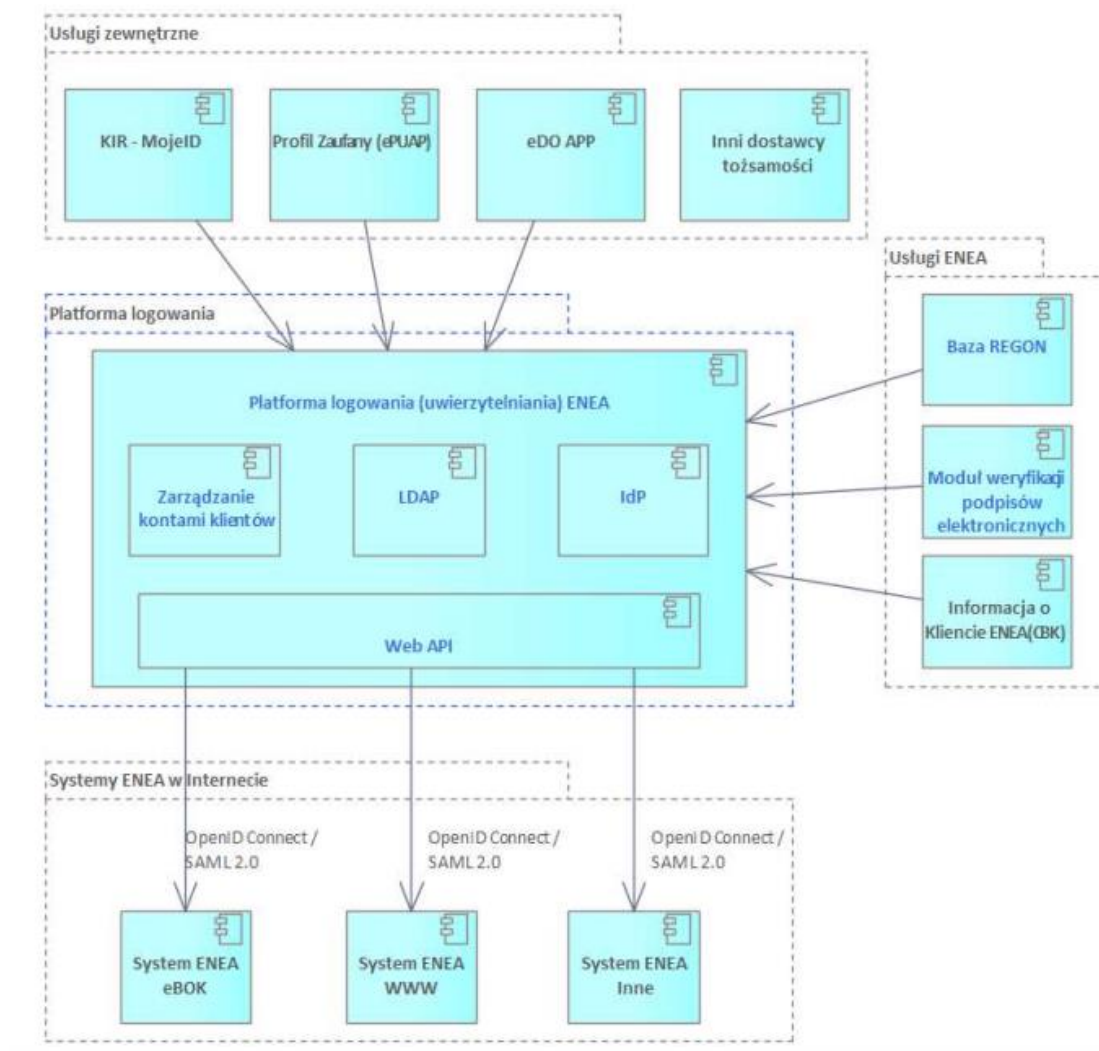 Usługi zewnętrzne
KIR - MojeID
Profil Zaufany (ePUAP)
eDO APP
Inni dostawcy
tożsamości
Usługi ENEA
Baza REGON
Moduł weryfikacji
podpisów
elektronicznych
Informacja o
Kliencie ENEA(CBK)
Platforma logowania
Platforma logowania (uwierzytelniania) ENEA
Zarządzanie
kontami klientów
LDAP
IdP
Web API
Systemy ENEA w Internecie
OpenID Connect /
SAML 2.0
OpenID Connect /
SAML 2.0
OpenID Connect /
SAML 2.0
System ENEA
eBOK
System ENEA
WWW
System ENEA
Inne